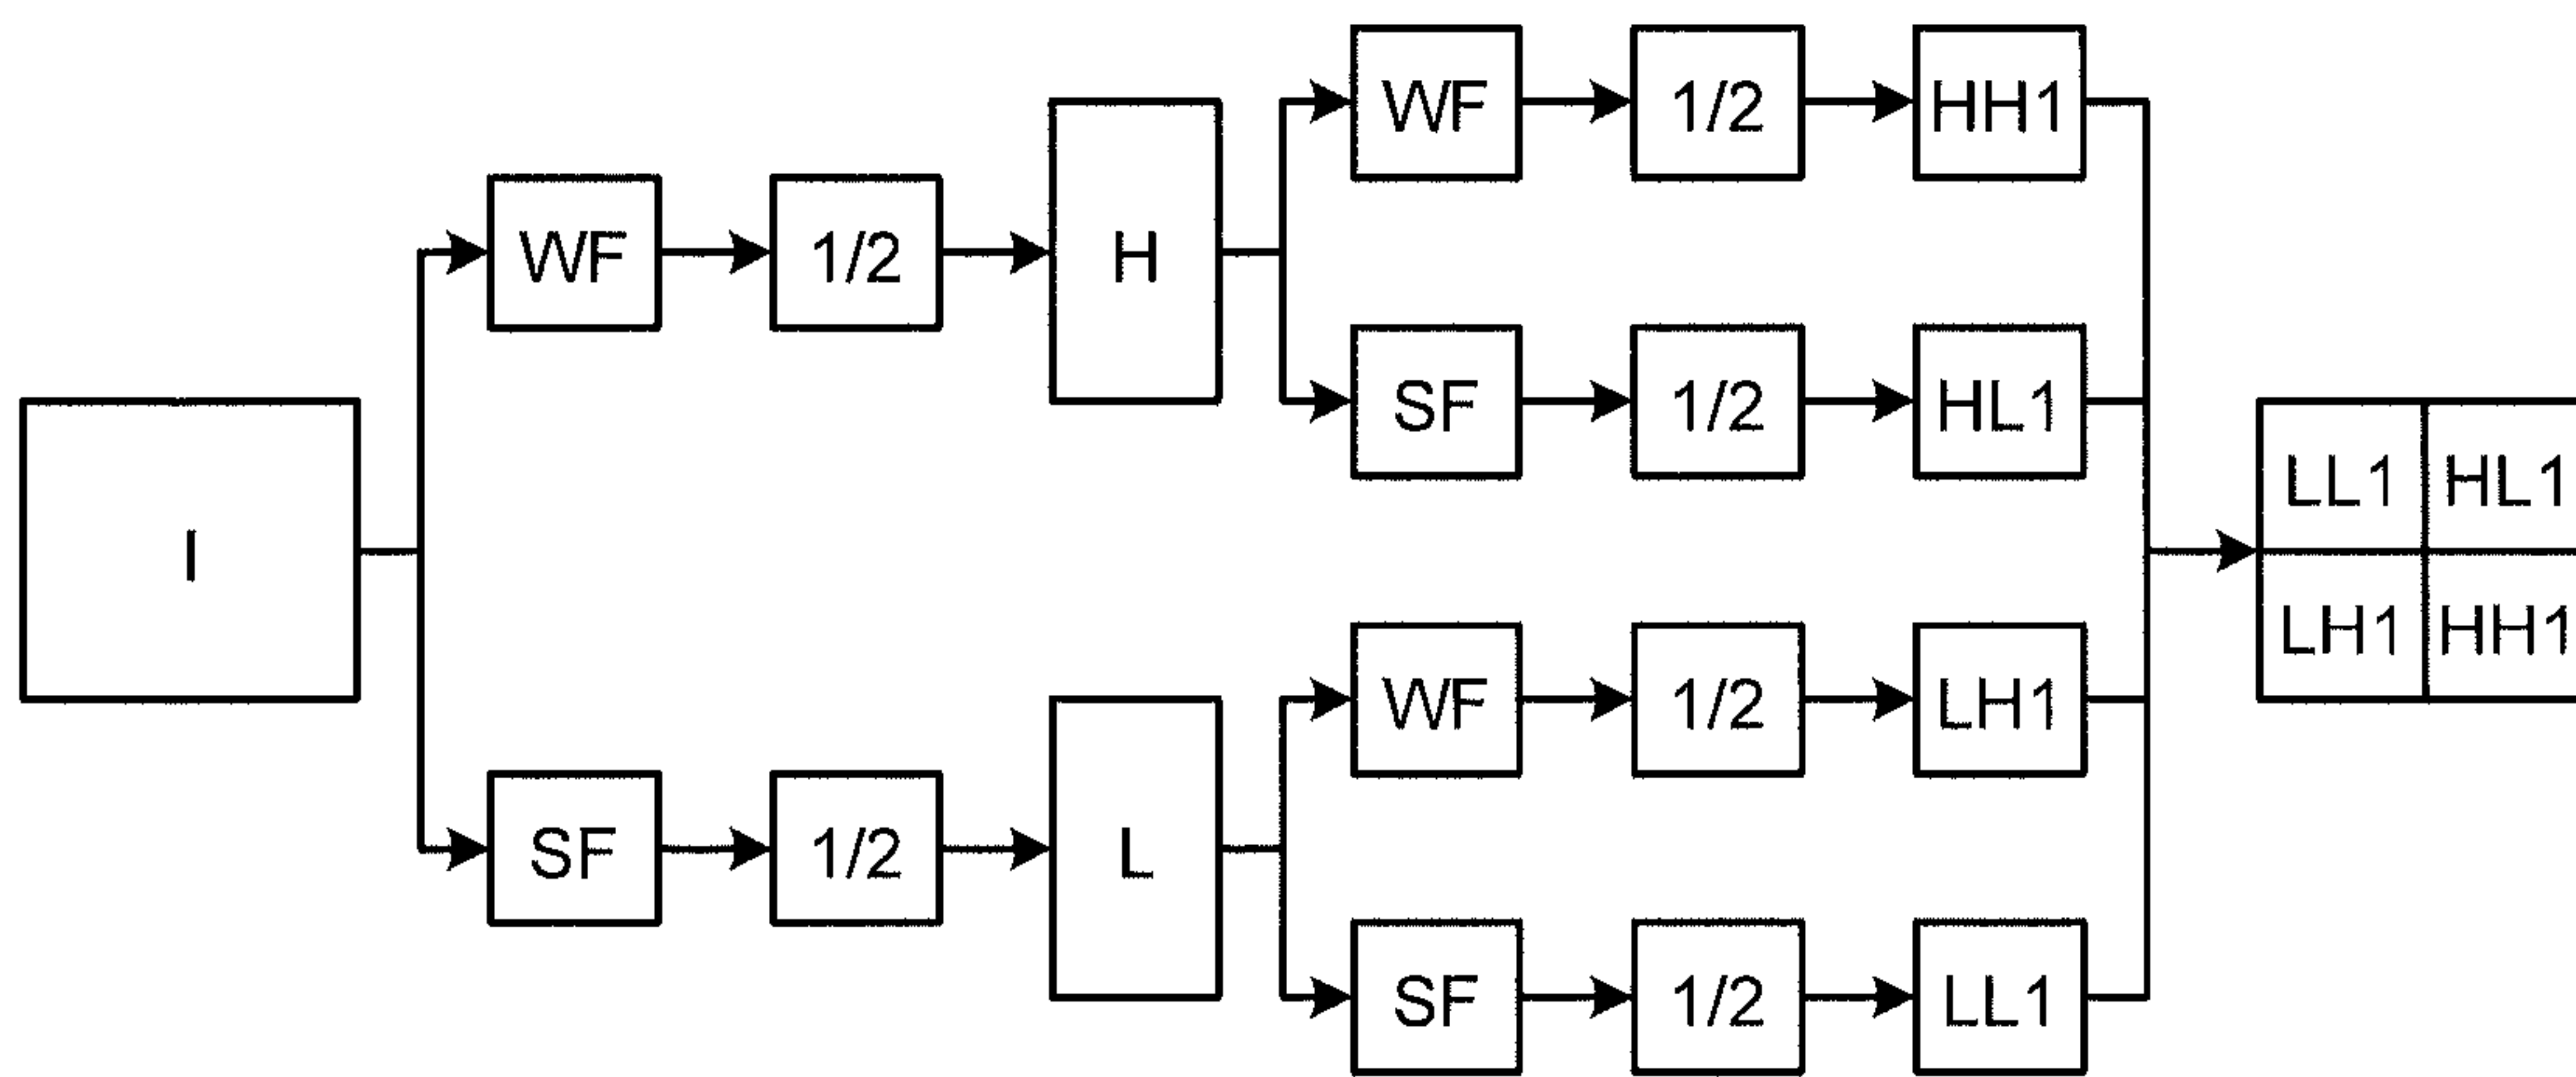 WF 1/2 HH1
WF 1/2 H
SF 1/2 HL1
I
LL1 HL1
LH1 HH1
WF 1/2 LH1
SF 1/2 L
SF 1/2 LL1